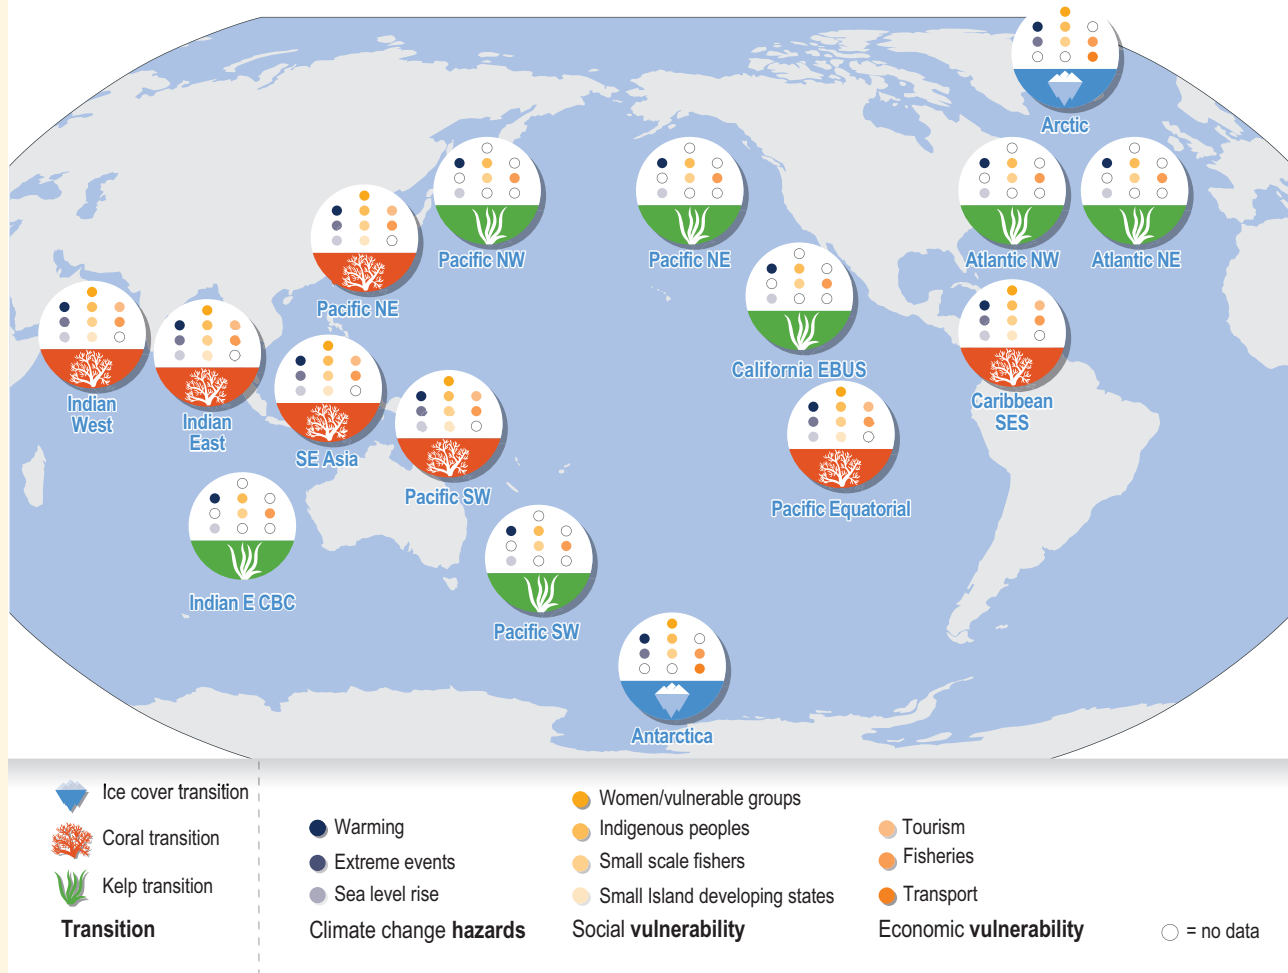 Arctic
Pacific NW
Pacific NE
Atlantic NW
Atlantic NE
Pacific NE
California EBUS
Indian
West
Indian
East
SE Asia
Caribbean
SES
Pacific SW
Pacific Equatorial
Indian E CBC
Pacific SW
Antarctica
Ice cover transition
Coral transition
Kelp transition
Transition
Warming
Extreme events
Sea level rise
Climate change hazards
Women/vulnerable groups
Indigenous peoples
Small scale fishers
Small Island developing states
Social vulnerability
Tourism
Fisheries
Transport
Economic vulnerability
= no data